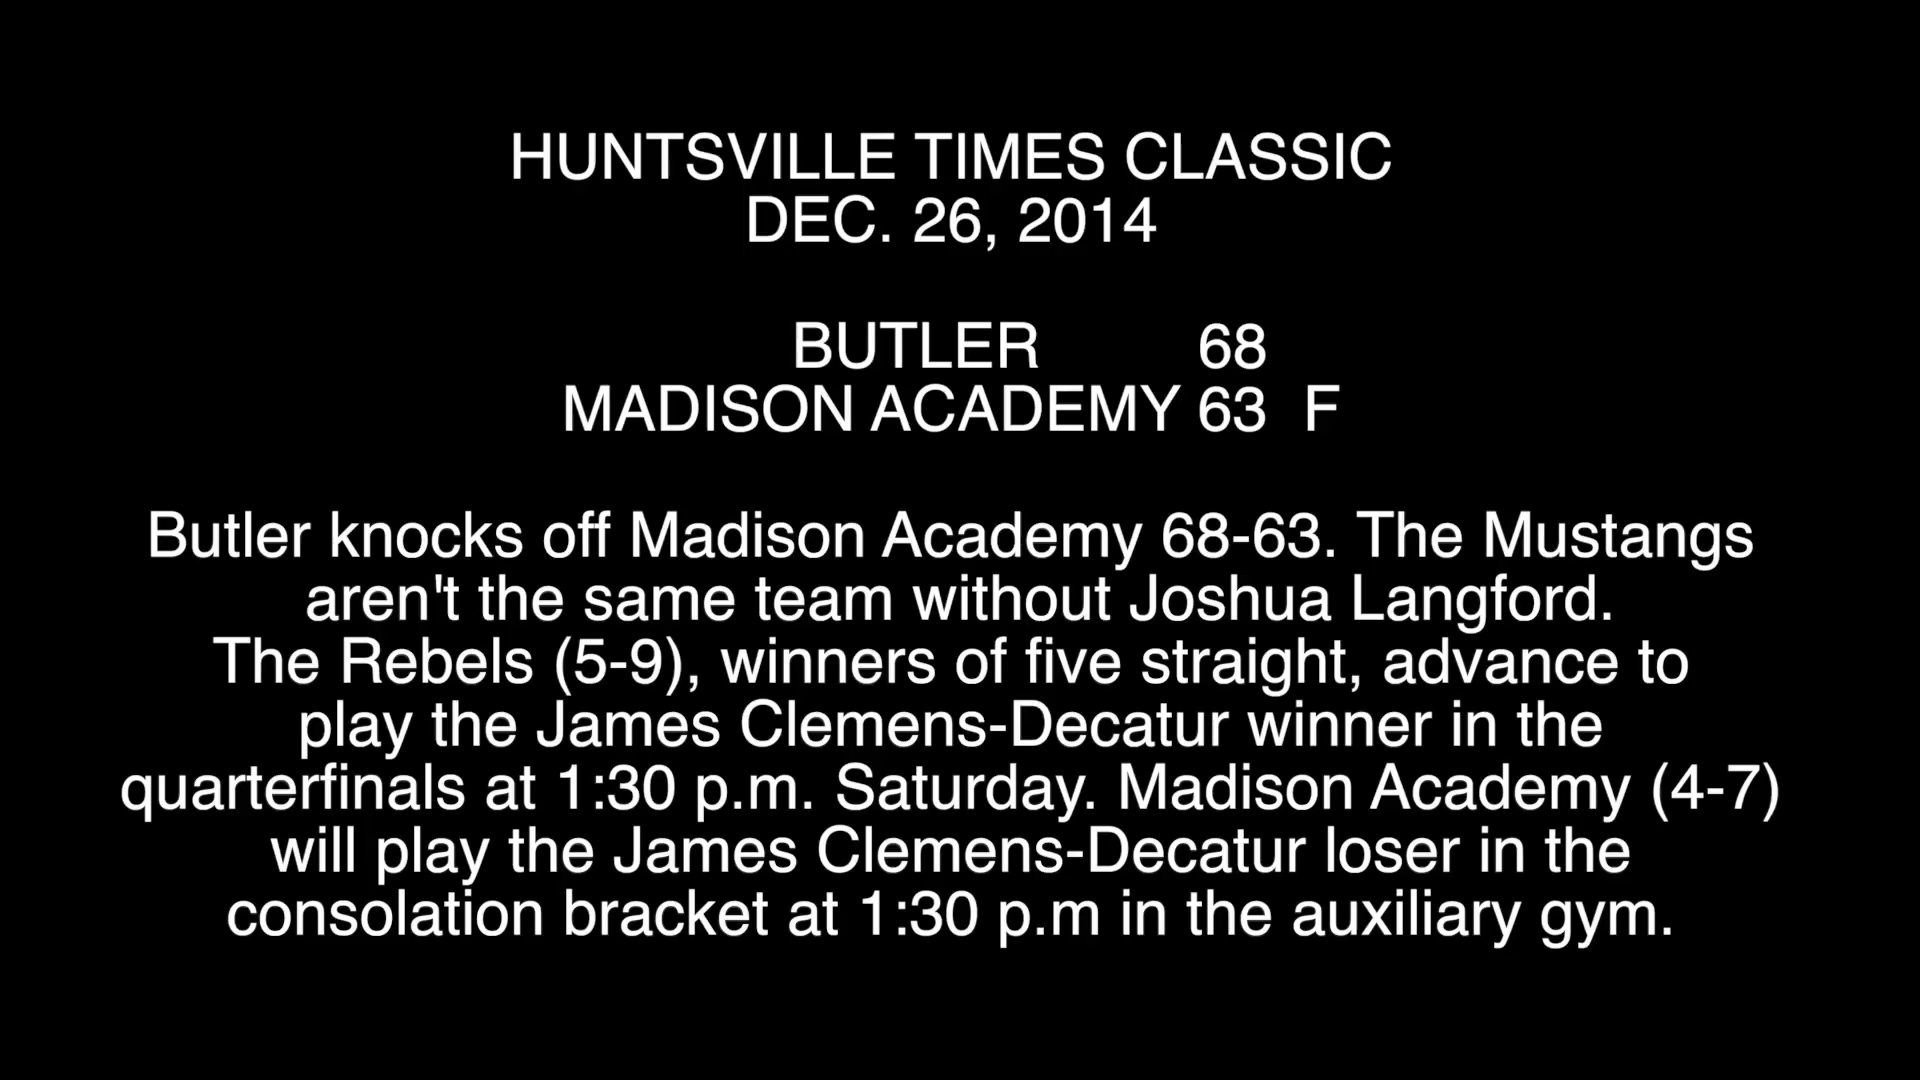 HUNTSVILLE TIMES CLASSIC
DEC. 26, 2014
BUTLER 68
MADISON ACADEMY 63 F
Butler knocks off Madison Academy 68-63. The Mustangs
aren't the same team without Joshua Langford.
The Rebels (5-9), winners of five straight, advance to
play the James Clemens-Decatur winner in the
quarterfinals at 1:30 p.m. Saturday. Madison Academy (4-7)
will play the James Clemens-Decatur loser in the
consolation bracket at 1:30 p.m in the auxiliary gym.